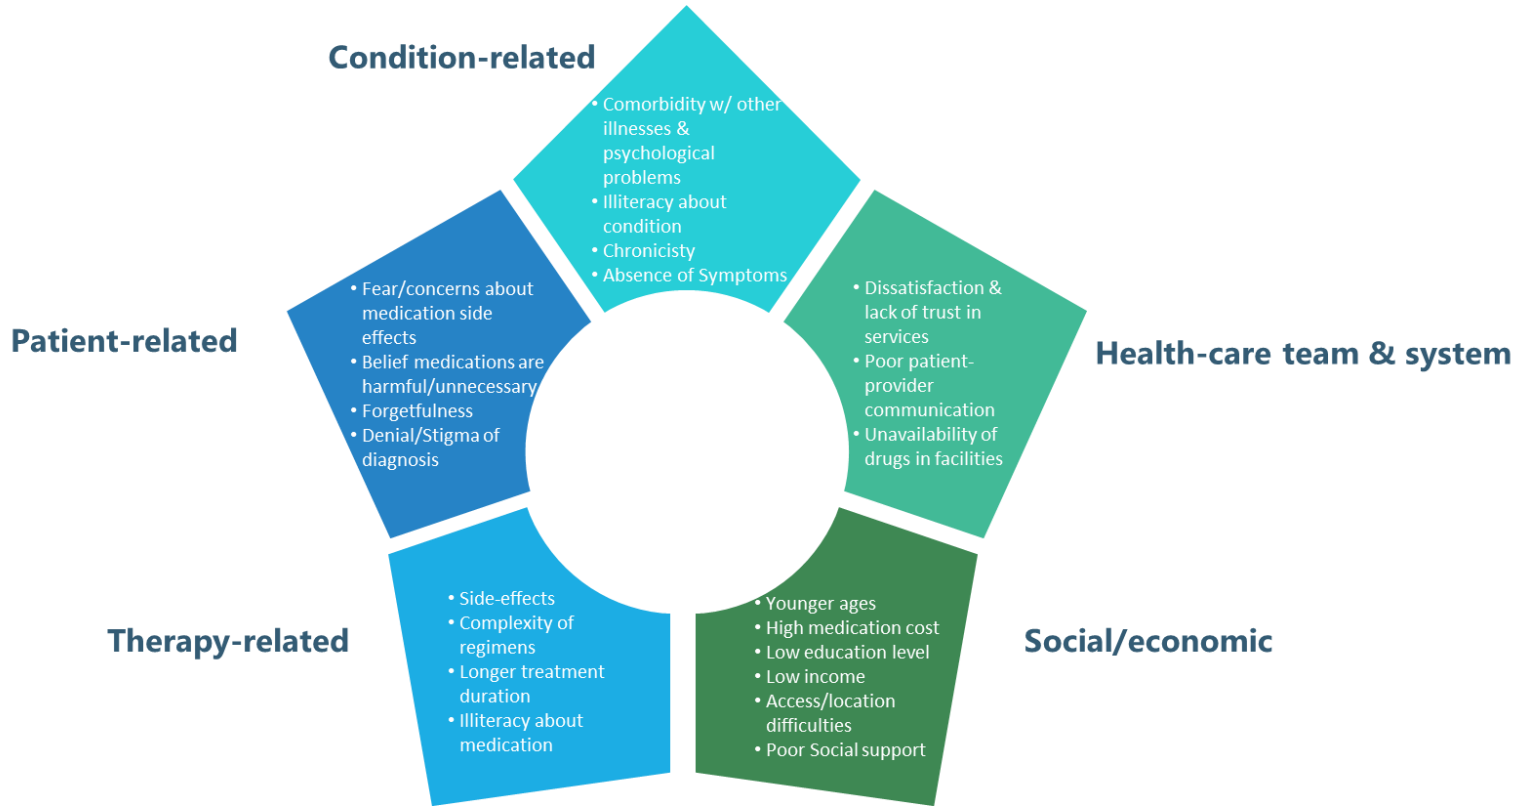 Condition-related
• Comorbidity w/ other
illnesses &
psychological
problems
• Illiteracy about
condition
• Chronicisty
• Absence of Symptoms
Patient-related
• Fear/concerns about
medication side
effects
• Belief medications are
harmful/unnecessary
• Forgetfulness
• Denial/Stigma of
diagnosis
Health-care team & system
• Dissatisfaction &
lack of trust in
services
• Poor patient-
provider
communication
• Unavailability of
drugs in facilities
Therapy-related
• Side-effects
• Complexity of
regimens
• Longer treatment
duration
• Illiteracy about
medication
Social/economic
• Younger ages
• High medication cost
• Low education level
• Low income
• Access/location
difficulties
• Poor Social support